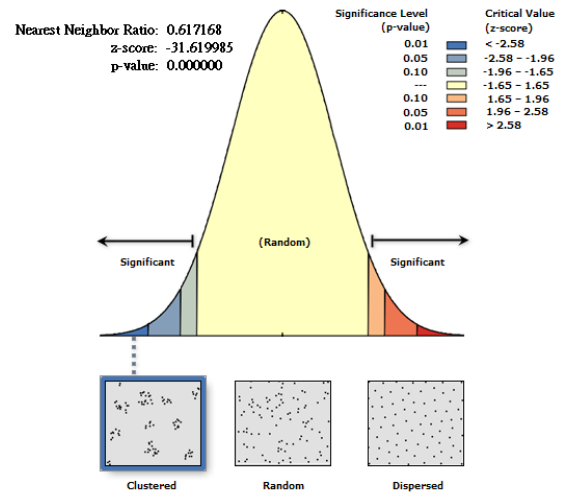 Nearest Neighbor Ratio: 0.617168
z-score: -31.619985
p-value: 0.000000
Significance Level
(p-value)
Critical Value
(z-score)
0.01 < -2.58
0.05 -2.58 - -1.96
0.10 -1.96 - -1.65
--- -1.65 - 1.65
0.10 1.65 - 1.96
0.05 1.96 - 2.58
0.01 > 2.58
(Random)
Significant
Significant
Clustered
Random
Dispersed